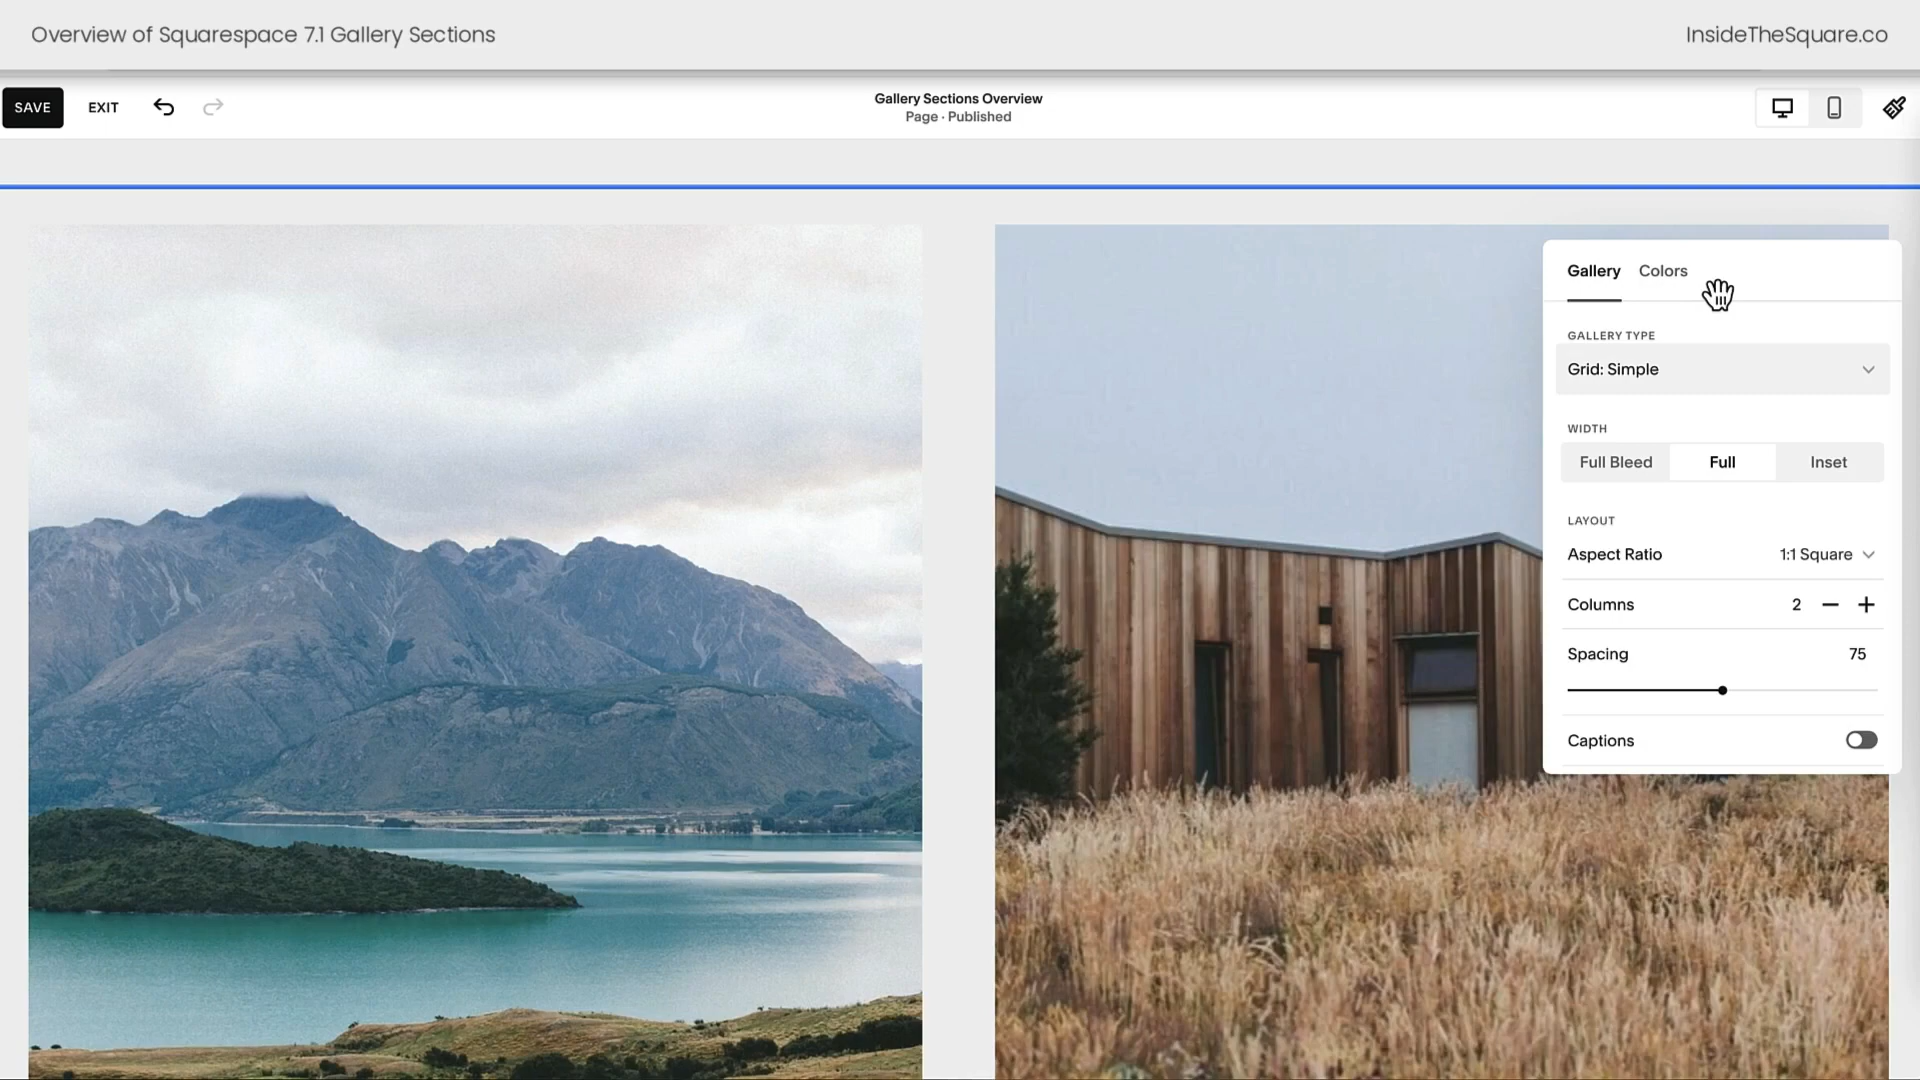 Overview of Squarespace 7.1 Gallery Sections
InsideTheSquare.co
SAVE
EXIT
Gallery Sections Overview
Page · Published
Gallery
Colors
GALLERY TYPE
Grid: Simple
WIDTH
Full Bleed
Full
Inset
LAYOUT
Aspect Ratio
1:1 Square
Columns
2
Spacing
75
Captions